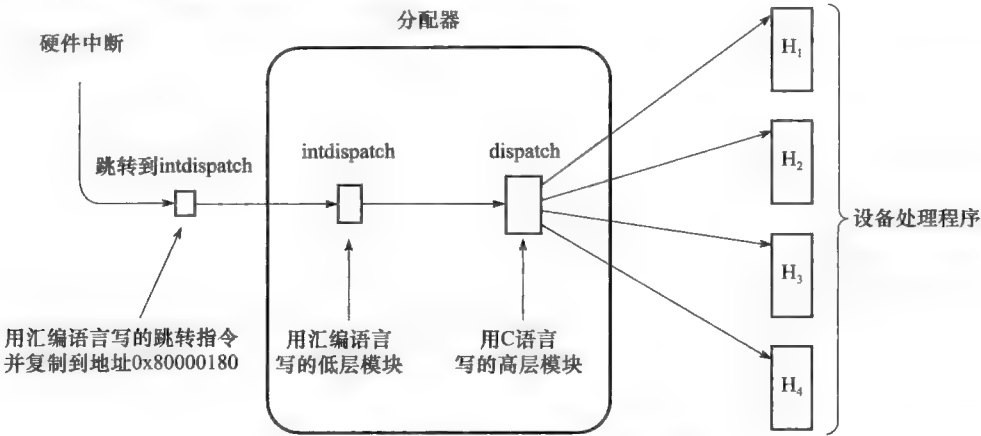 分配器
硬件中断
H₁
跳转到intdispatch
intdispatch
dispatch
H₂
设备处理程序
H₃
用汇编语言写的跳转指令
并复制到地址0x80000180
用汇编语言
写的低层模块
用C语言
写的高层模块
H₄